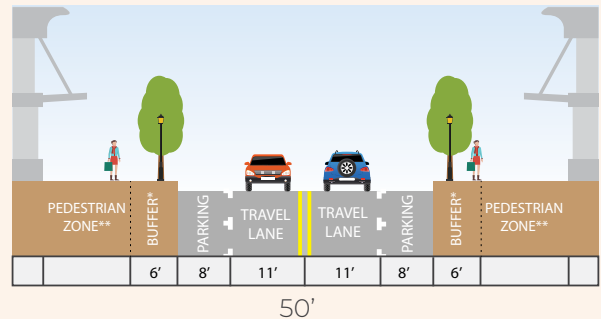 PEDESTRIAN
ZONE**
BUFFER*
PARKING
TRAVEL
LANE
TRAVEL
LANE
PARKING
BUFFER*
PEDESTRIAN
ZONE**
6’ 8’ 11’ 11’ 8’ 6’
50’